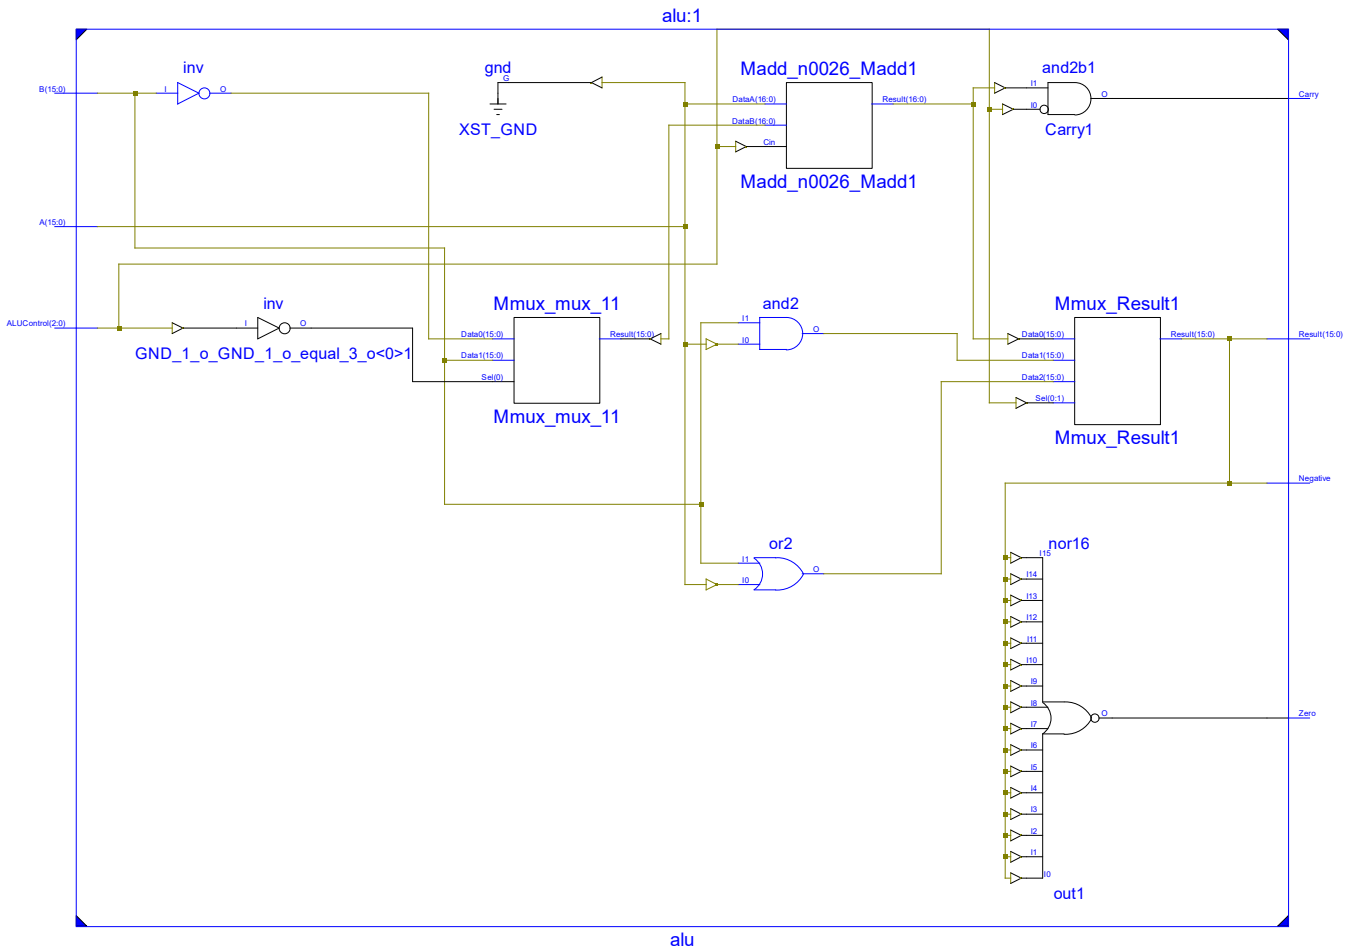 alu:1
inv
gnd
Madd_n0026_Madd1
and2b1
B(15:0)
I
O
G
XST_GND
DataA(16:0)
DataB(16:0)
Cin
Result(16:0)
Madd_n0026_Madd1
I1
I0
O
Carry1
Carry
A(15:0)
ALUControl(2:0)
inv
I
O
GND_1_o_GND_1_o_equal_3_o<0>1
Mmux_mux_11
Data0(15:0)
Data1(15:0)
Sel(0)
Result(15:0)
Mmux_mux_11
and2
I1
I0
O
Mmux_Result1
Data0(15:0)
Data1(15:0)
Data2(15:0)
Sel(0:1)
Result(15:0)
Mmux_Result1
Result(15:0)
Negative
or2
I1
I0
O
nor16
I15
I14
I13
I12
I11
I10
I9
I8
I7
I6
I5
I4
I3
I2
I1
I0
O
out1
Zero
alu